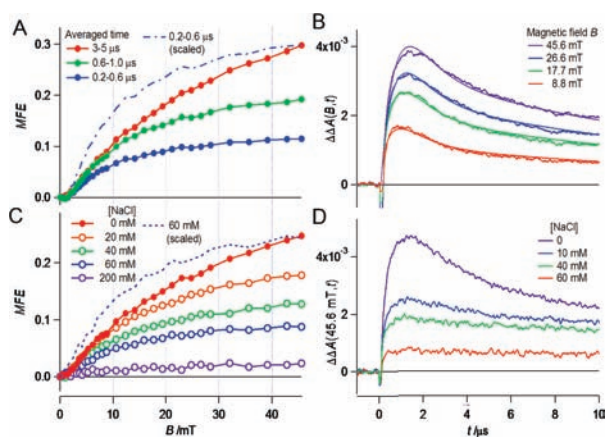 A
Averaged time
3-5 μs
0.6-1.0 μs
0.2-0.6 μs
0.2-0.6 μs
(scaled)
MFE
0.3
0.2
0.1
0.0
B
Magnetic field B
45.6 mT
26.6 mT
17.7 mT
8.8 mT
ΔΔA(B,t)
4x10⁻³
2
0
C
[NaCl]
0 mM
20 mM
40 mM
60 mM
200 mM
60 mM
(scaled)
MFE
0.2
0.1
0.0
0
10
20
30
40
B /mT
D
[NaCl]
0
10 mM
40 mM
60 mM
ΔΔA(45.6 mT,t)
4x10⁻³
2
0
0
2
4
6
8
10
t /μs